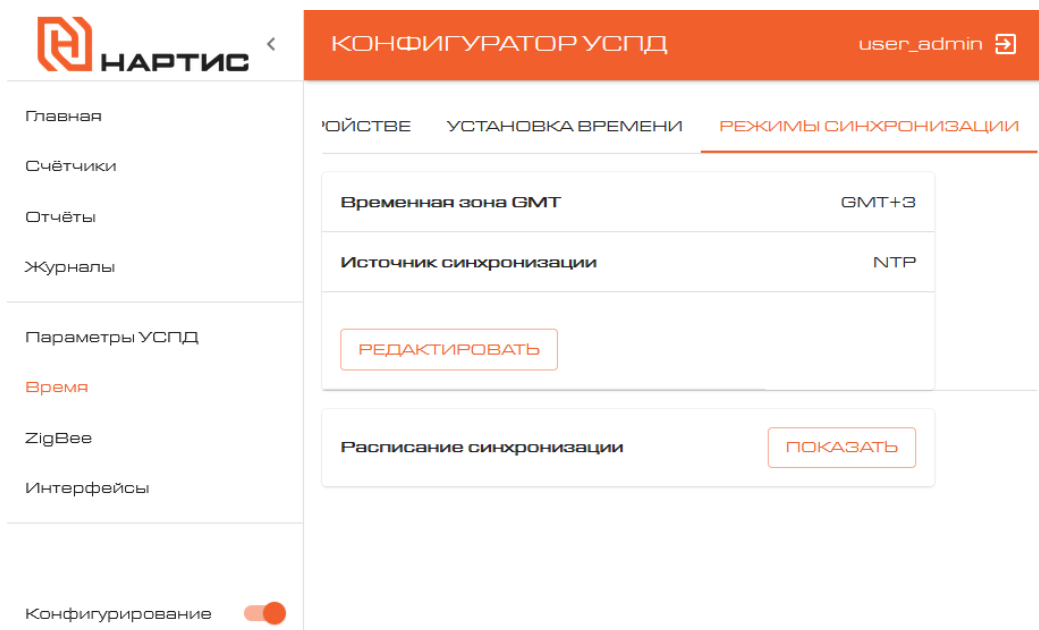 НАРТИС
КОНФИГУРАТОР УСПД
user_admin
Главная
Счётчики
Отчёты
Журналы
Параметры УСПД
Время
ZigBee
Интерфейсы
Конфигурирование
РОЙСТВЕ УСТАНОВКА ВРЕМЕНИ РЕЖИМЫ СИНХРОНИЗАЦИИ
Временная зона GMT GMT+3
Источник синхронизации NTP
РЕДАКТИРОВАТЬ
Расписание синхронизации ПОКАЗАТЬ